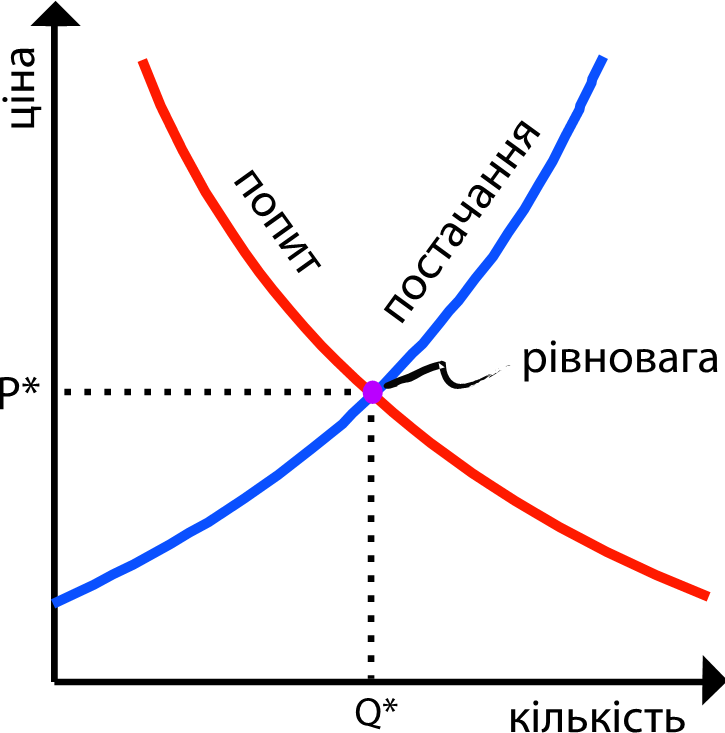 ціна
попит
постачання
рівновага
P*
Q*
кількість